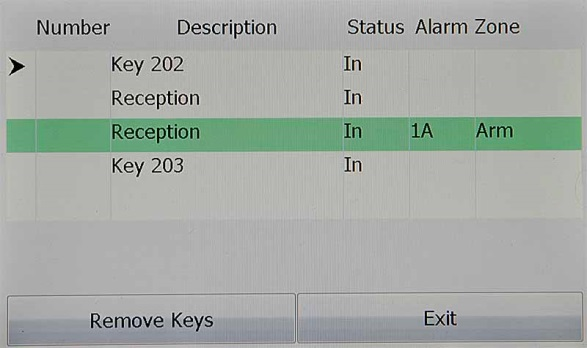 Number Description Status Alarm Zone
Key 202 In
Reception In
Reception In 1A Arm
Key 203 In
Remove Keys Exit